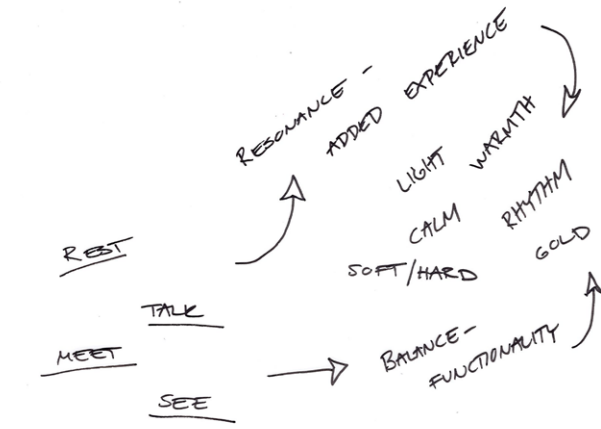 RESONANCE -
ADDED EXPERIENCE
LIGHT WARMTH
CALM RHYTHM
SOFT/HARD GOLD
REST
TALK
MEET
SEE
BALANCE -
FUNCTIONALITY